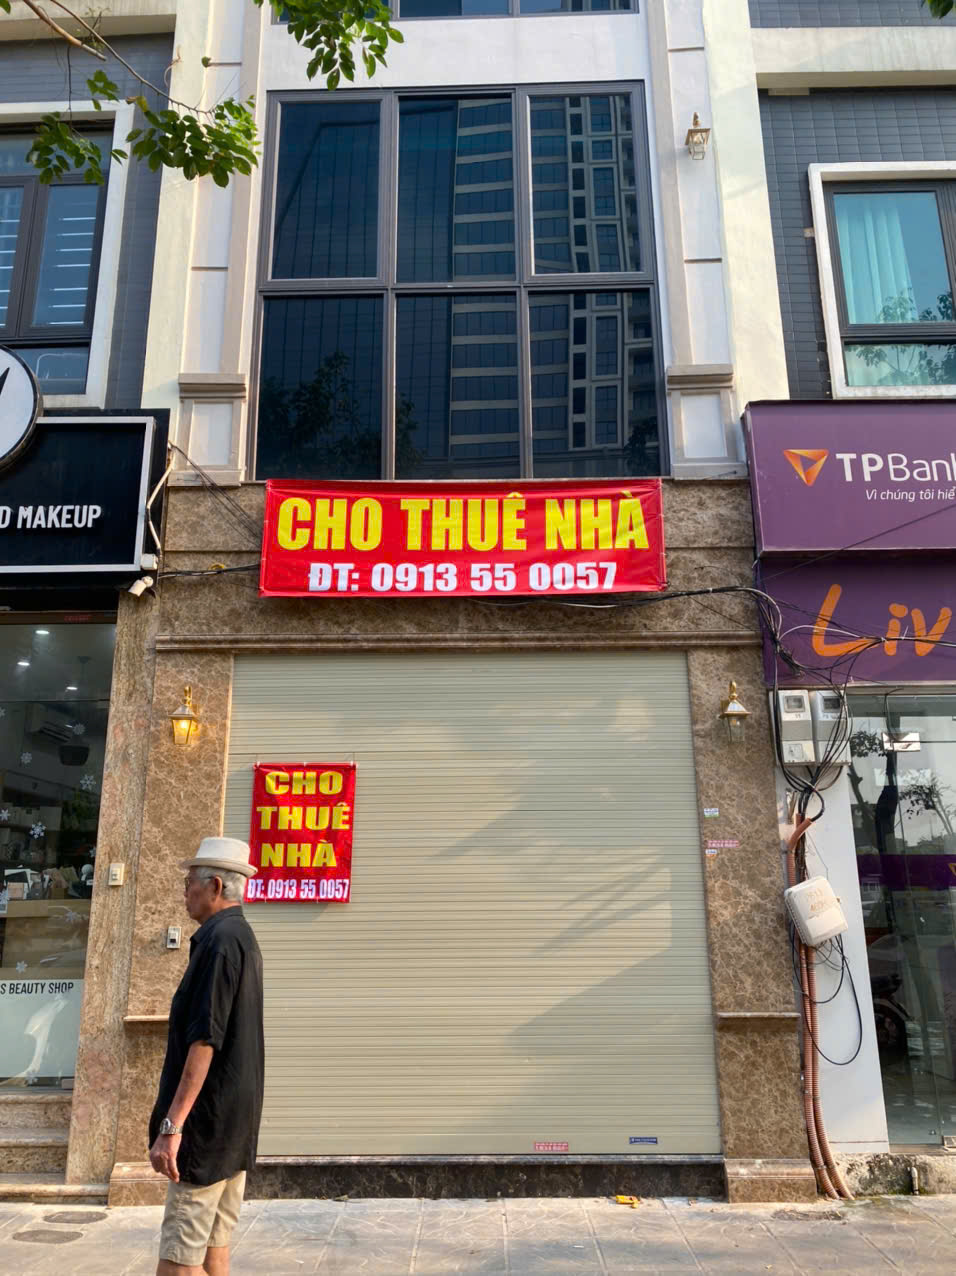 D MAKEUP
CHO THUÊ NHÀ
ĐT: 0913 55 0057
TPBank
Vì chúng tôi hiể
Liv
CHO
THUÊ
NHÀ
ĐT: 0913 55 0057
S BEAUTY SHOP